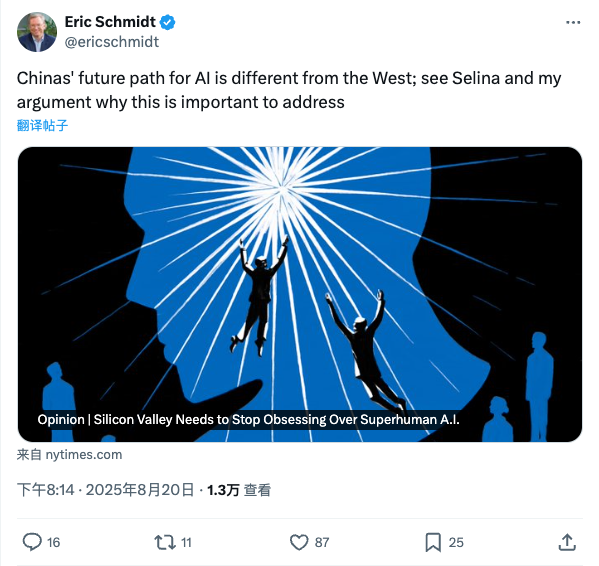 Eric Schmidt
@ericschmidt
Chinas' future path for AI is different from the West; see Selina and my
argument why this is important to address
翻译帖子
Opinion | Silicon Valley Needs to Stop Obsessing Over Superhuman A.I.
来自 nytimes.com
下午8:14 · 2025年8月20日 · 1.3万 查看
16 11 87 25